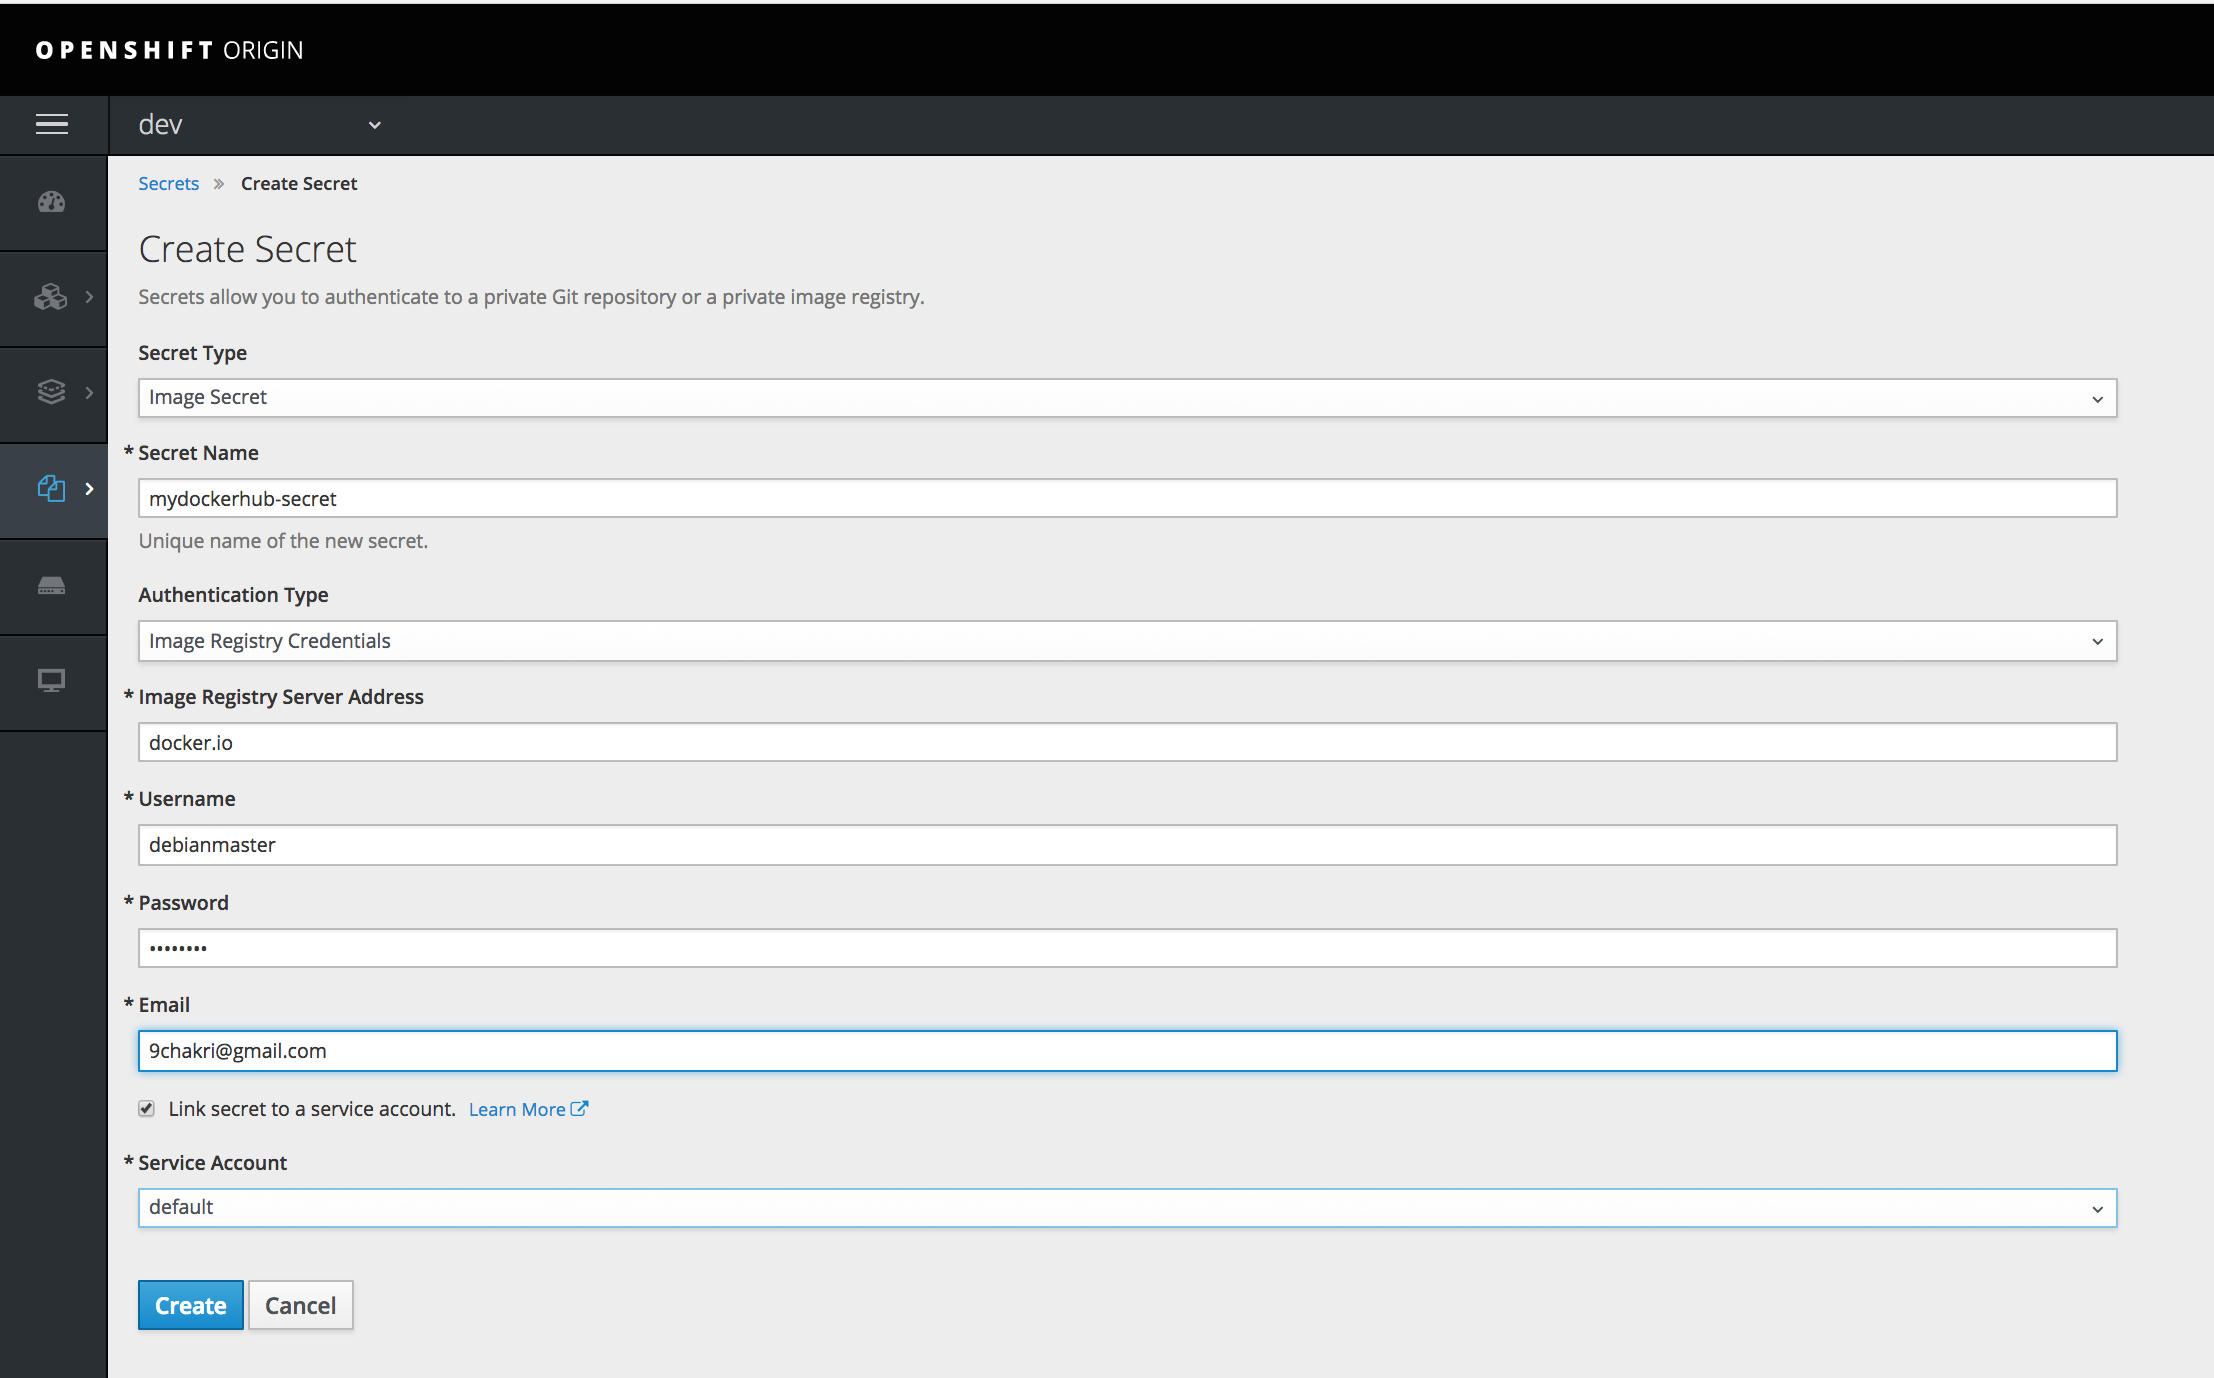 OPENSHIFT ORIGIN
dev
Secrets » Create Secret
Create Secret
Secrets allow you to authenticate to a private Git repository or a private image registry.
Secret Type
Image Secret
* Secret Name
mydockerhub-secret
Unique name of the new secret.
Authentication Type
Image Registry Credentials
* Image Registry Server Address
docker.io
* Username
debianmaster
* Password
••••••••
* Email
9chakri@gmail.com
Link secret to a service account. Learn More
* Service Account
default
Create Cancel